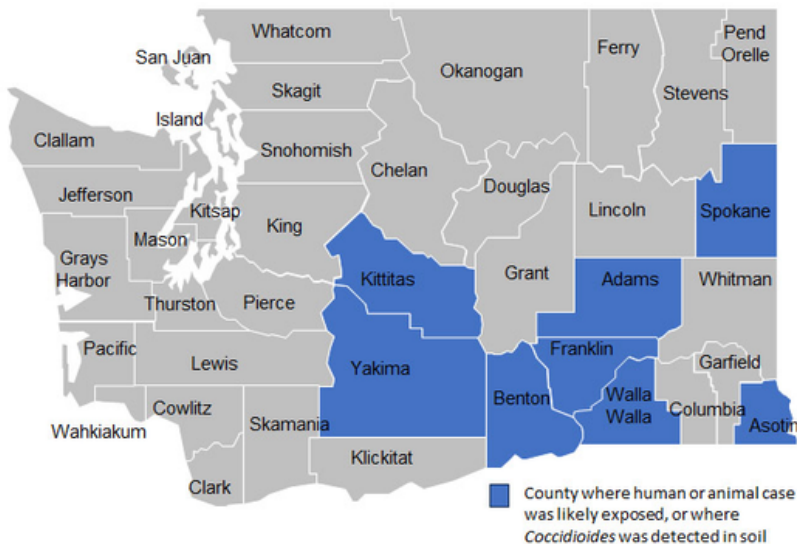 Whatcom
San Juan
Skagit
Island
Clallam
Snohomish
Jefferson
Kitsap
King
Mason
Grays
Harbor
Thurston
Pierce
Pacific
Lewis
Wahkiakum
Cowlitz
Clark
Skamania
Klickitat
Okanogan
Ferry
Stevens
Pend
Orelle
Chelan
Douglas
Lincoln
Spokane
Kittitas
Grant
Adams
Whitman
Yakima
Benton
Franklin
Walla
Walla
Columbia
Garfield
Asotin
County where human or animal case
was likely exposed, or where
Coccidioides was detected in soil